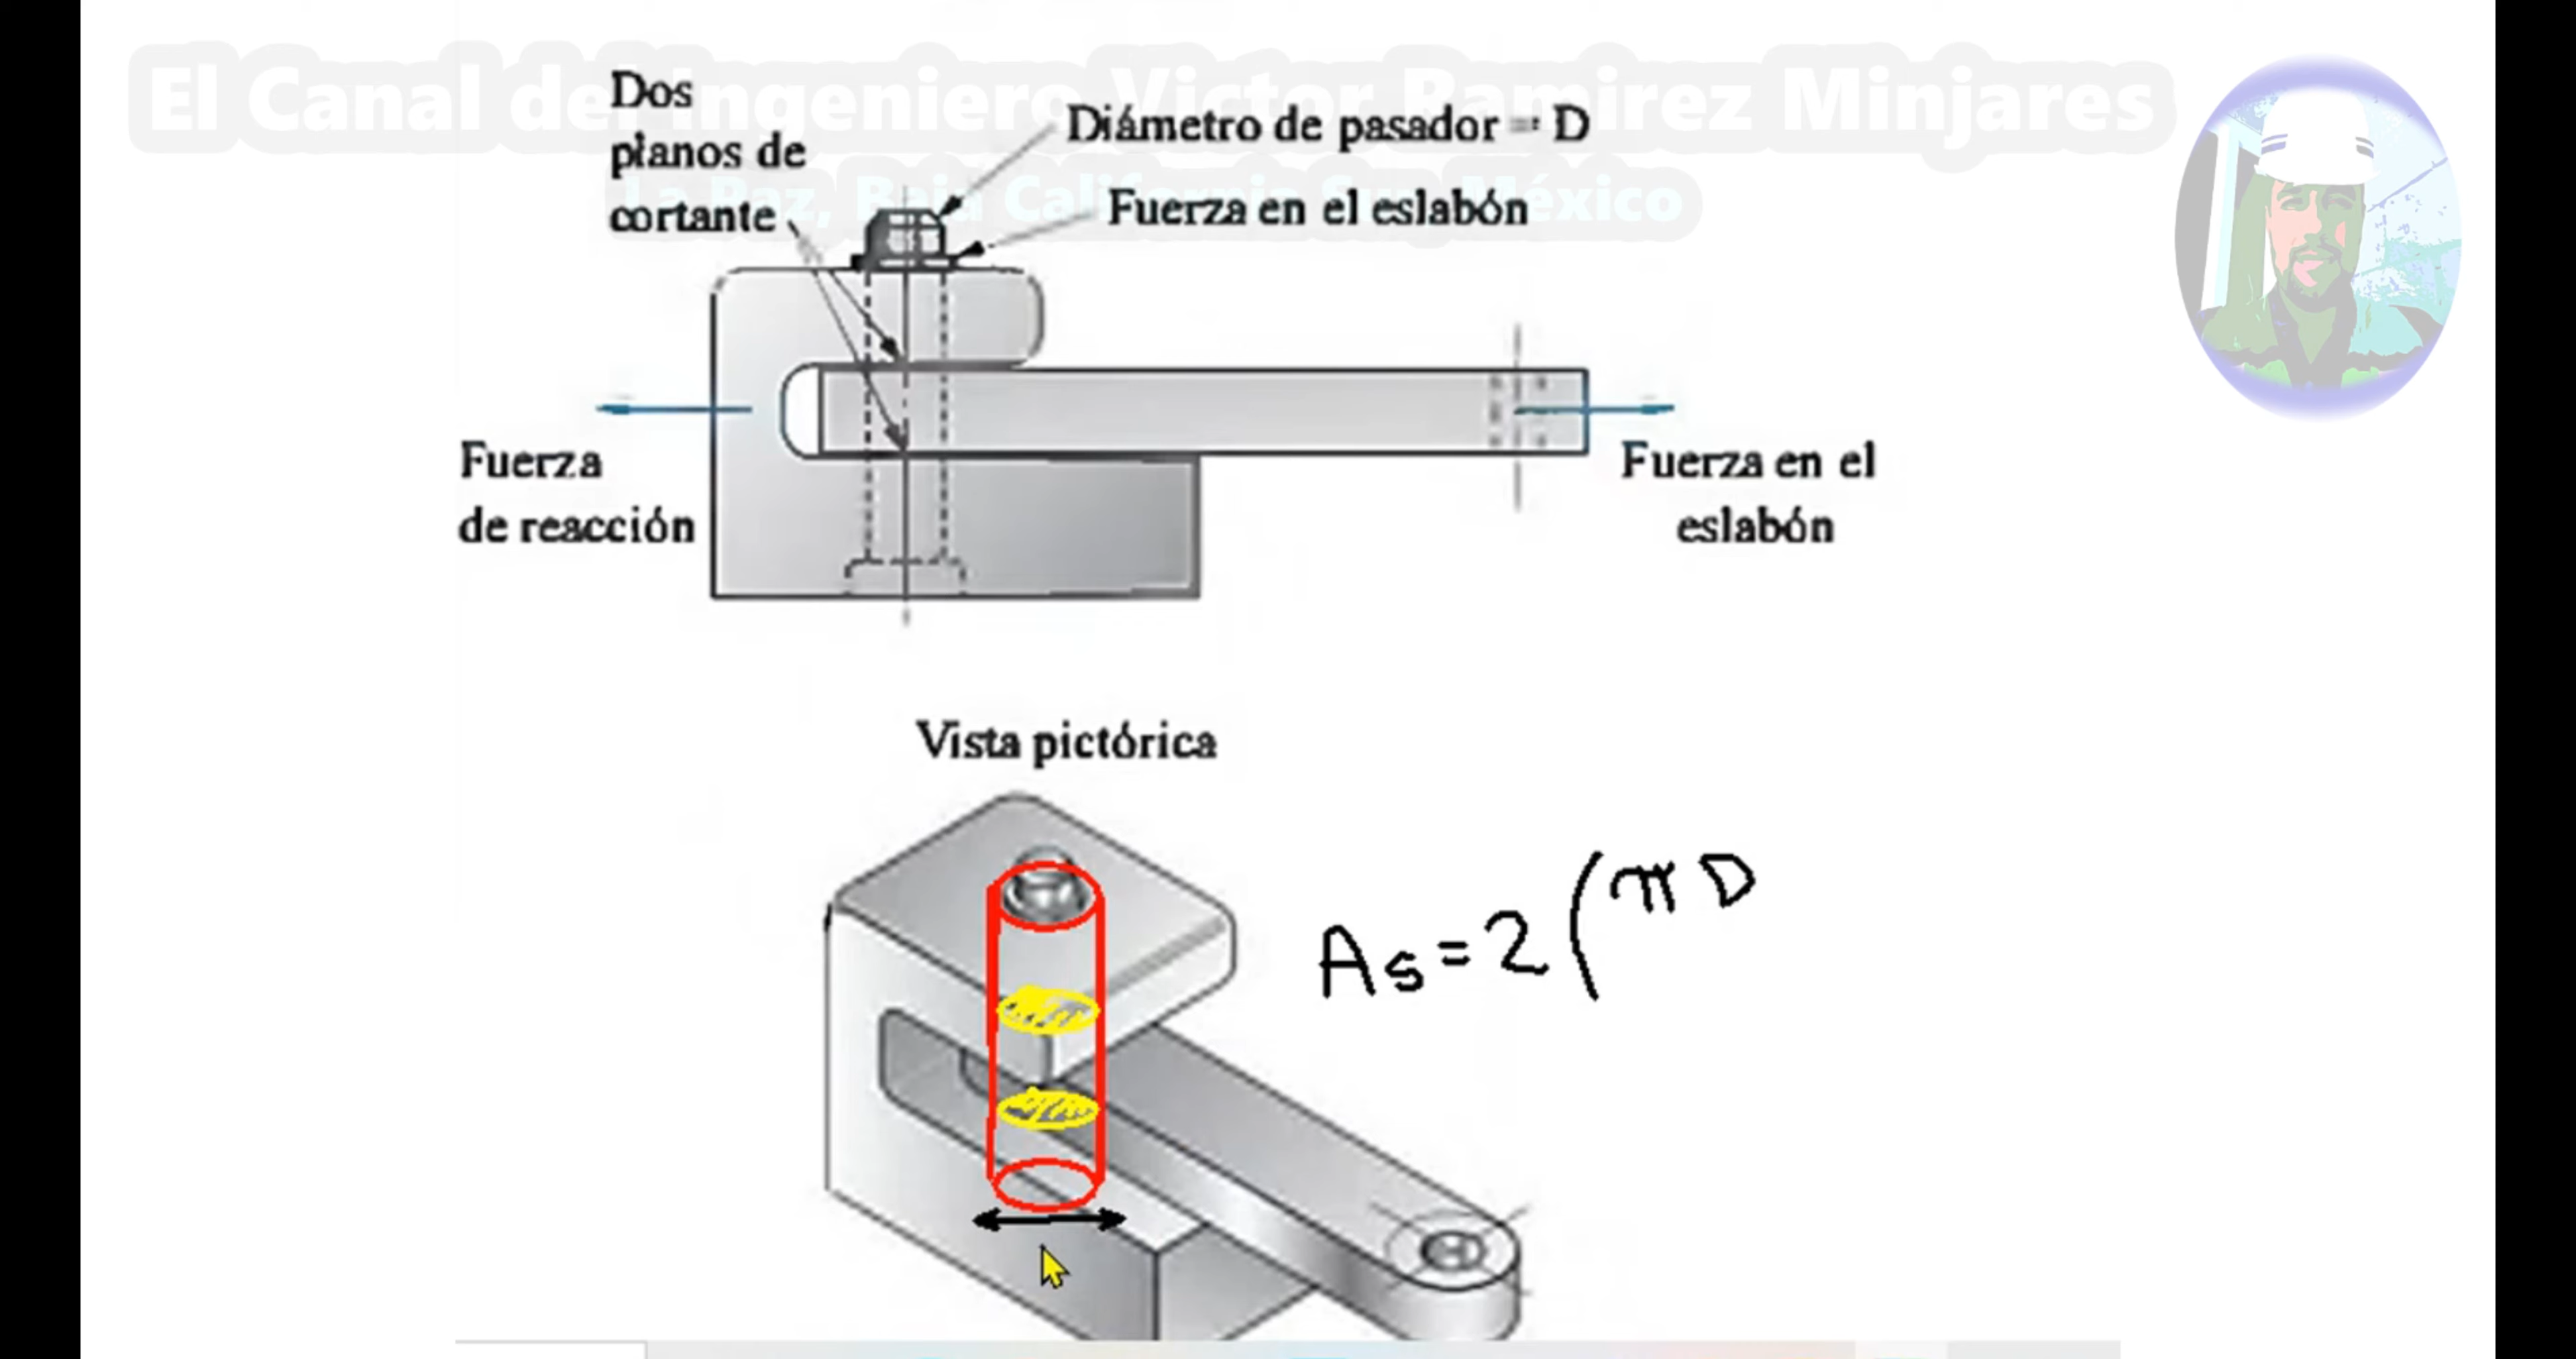 El Canal del Ingeniero Victor Ramirez Minjares
La Paz, Baja California Sur, México
Dos
planos de
cortante
Diámetro de pasador = D
Fuerza en el eslabón
Fuerza
de reacción
Fuerza en el
eslabón
Vista pictórica
As = 2 ( π D